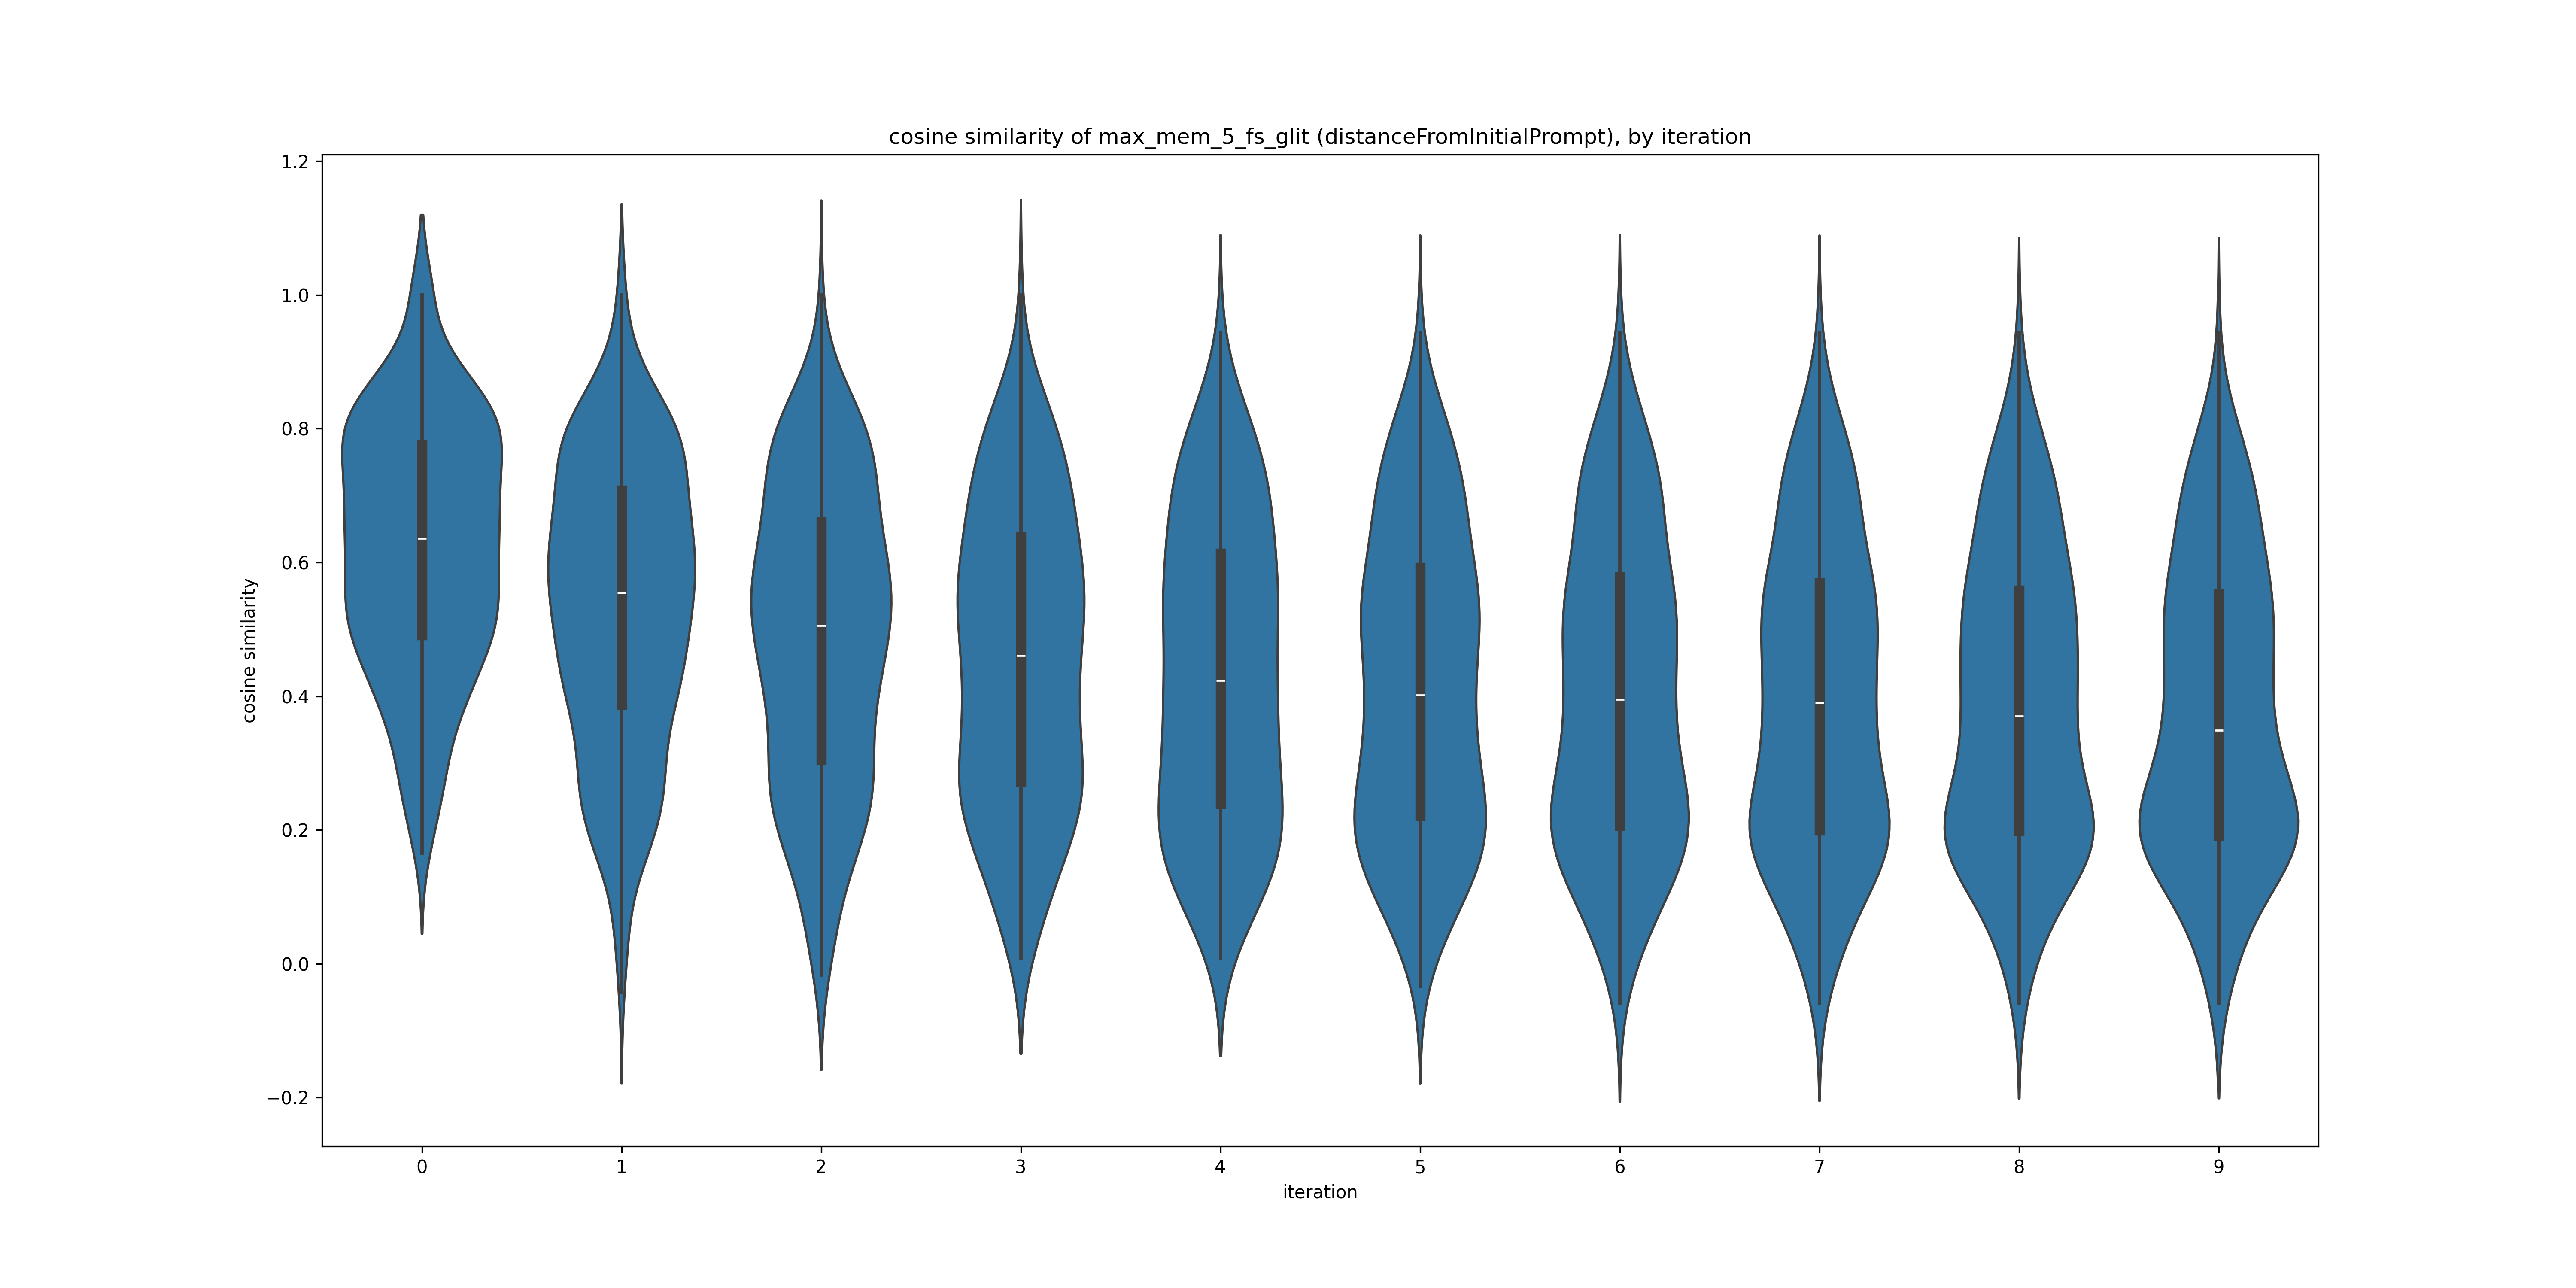 cosine similarity of max_mem_5_fs_glit (distanceFromInitialPrompt), by iteration
cosine similarity
1.2
1.0
0.8
0.6
0.4
0.2
0.0
−0.2
0 1 2 3 4 5 6 7 8 9
iteration